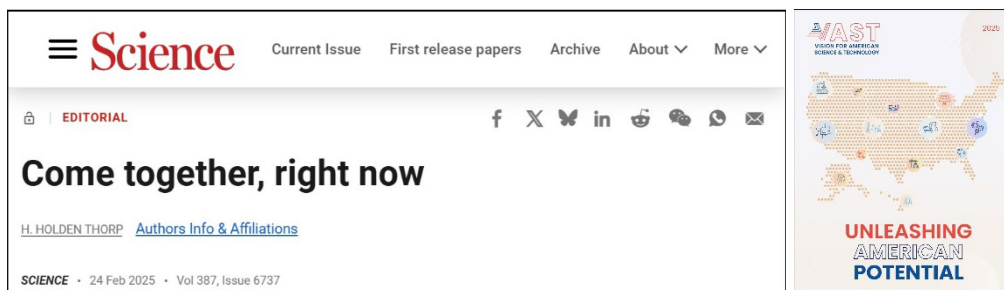 Science
Current Issue First release papers Archive About More
EDITORIAL
Come together, right now
H. HOLDEN THORP Authors Info & Affiliations
SCIENCE • 24 Feb 2025 • Vol 387, Issue 6737
VAST
VISION FOR AMERICAN
SCIENCE & TECHNOLOGY
2025
UNLEASHING
AMERICAN
POTENTIAL